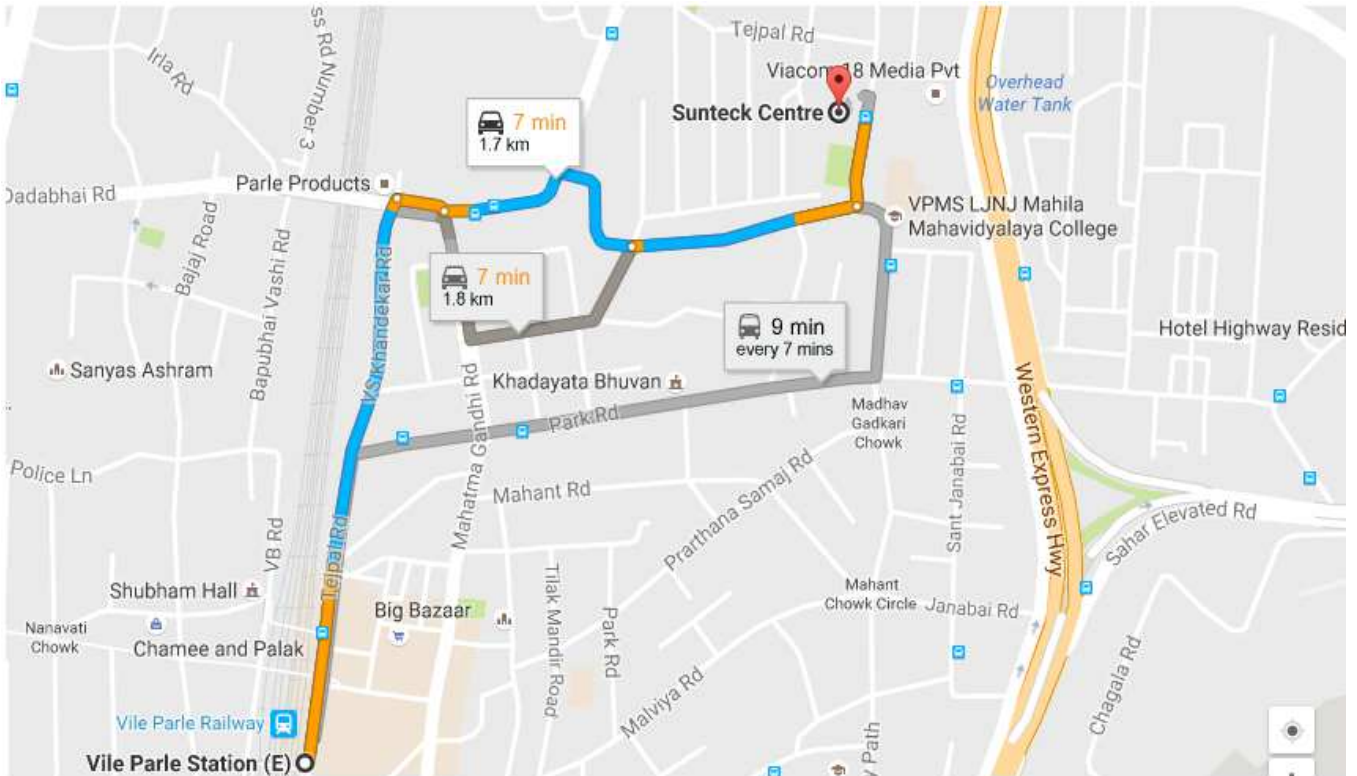 Tejpal Rd
Irla Rd
ss Rd Number 3
Viacom 18 Media Pvt
Overhead
Water Tank
Sunteck Centre
7 min
1.7 km
Parle Products
Dadabhai Rd
Bajaj Road
Bapubhai Vashi Rd
VS Khandekar Rd
VPMS LJNJ Mahila
Mahavidyalaya College
7 min
1.8 km
9 min
every 7 mins
Hotel Highway Resid
Sanyas Ashram
Khadayata Bhuvan
Park Rd
Madhav
Gadkari
Chowk
Western Express Hwy
Mahatma Gandhi Rd
Police Ln
Mahant Rd
Prarthana Samaj Rd
Sant Janabai Rd
Sahar Elevated Rd
VB Rd
Tejpal Rd
Shubham Hall
Big Bazaar
Tilak Mandir Road
Park Rd
Mahant
Chowk Circle
Janabai Rd
Nanavati
Chowk
Chamee and Palak
Malviya Rd
Chagala Rd
Vile Parle Railway
Vile Parle Station (E)
y Path